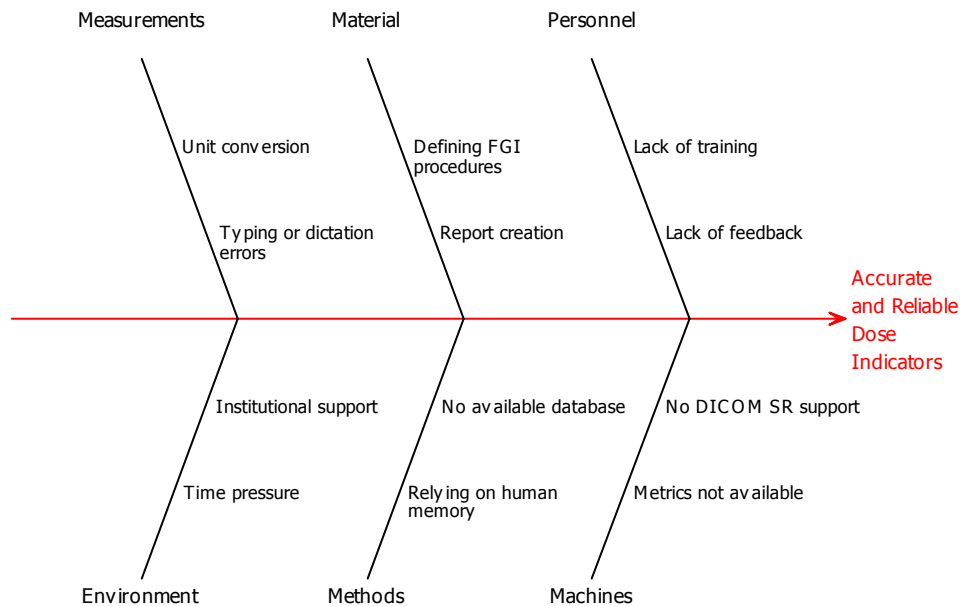 Measurements
Material
Personnel
Unit conversion
Defining FGI
procedures
Lack of training
Typing or dictation
errors
Report creation
Lack of feedback
Accurate
and Reliable
Dose
Indicators
Institutional support
No available database
No DICOM SR support
Time pressure
Relying on human
memory
Metrics not available
Environment
Methods
Machines